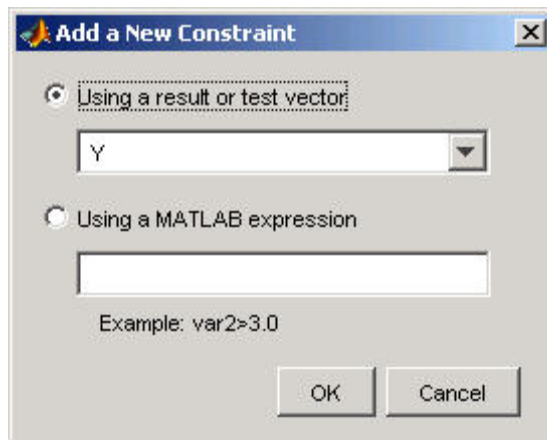 Add a New Constraint
Using a result or test vector
Y
Using a MATLAB expression
Example: var2>3.0
OK Cancel